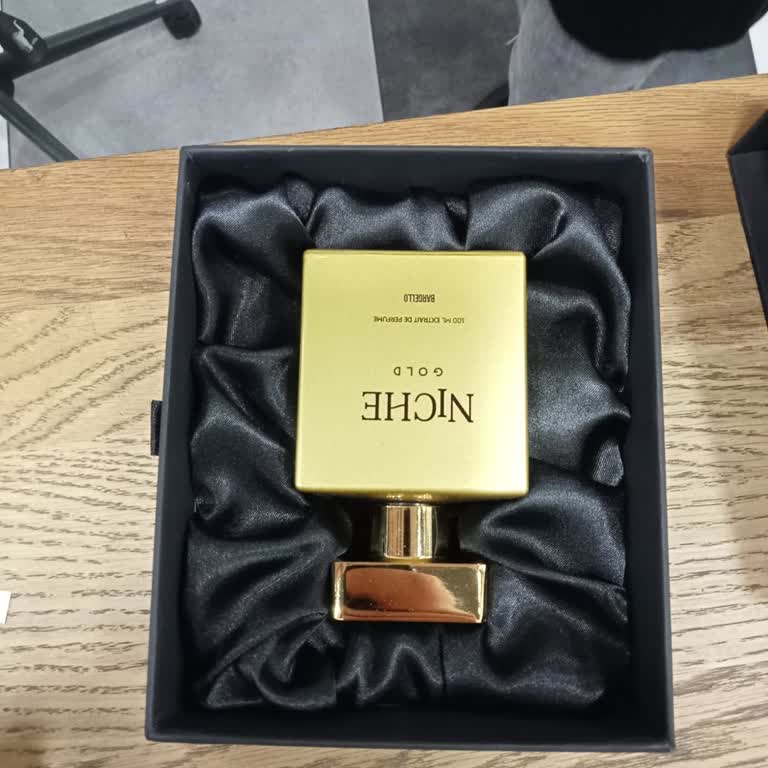 NICHE
GOLD
100 ML EXTRAIT DE PERFUME
BARGELLO